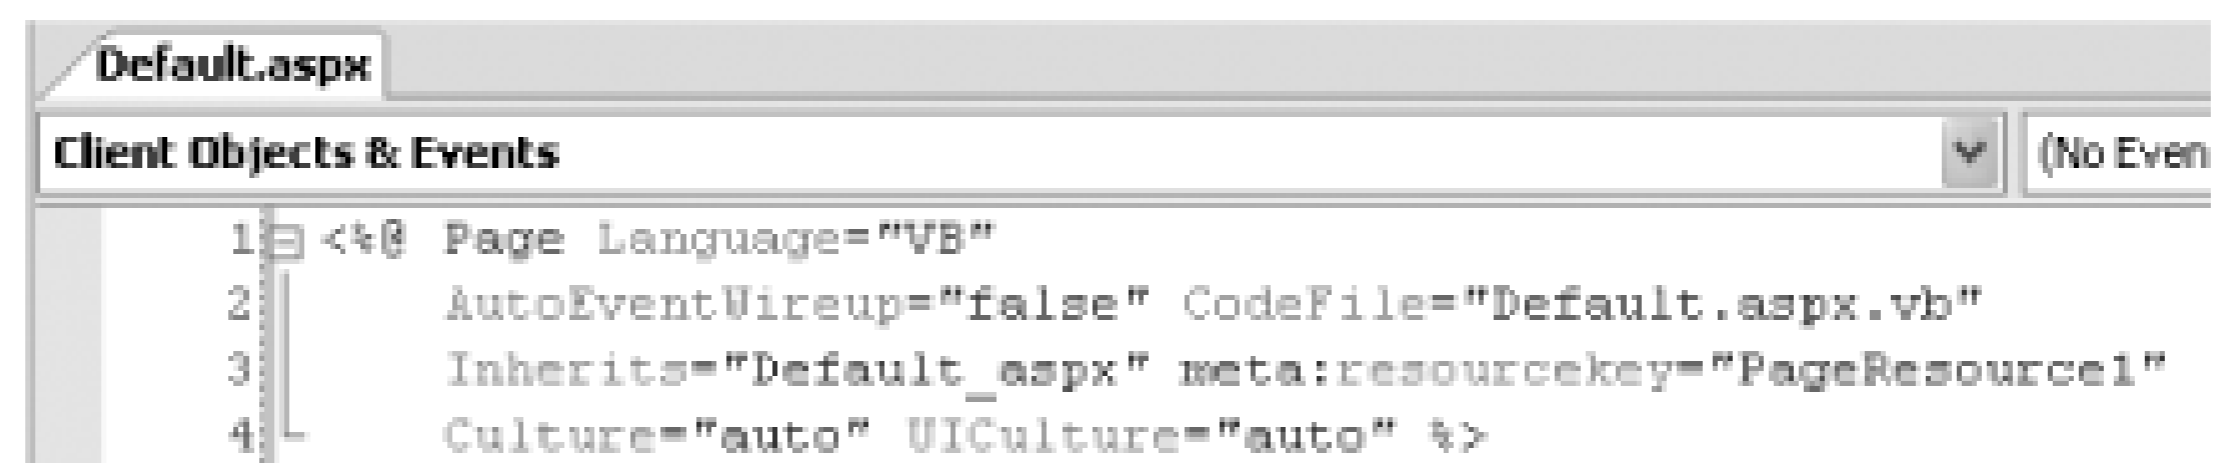 Default.aspx
Client Objects & Events (No Even
1 <%@ Page Language="VB"
2 AutoEventWireup="false" CodeFile="Default.aspx.vb"
3 Inherits="Default_aspx" meta:resourcekey="PageResource1"
4 Culture="auto" UICulture="auto" %>